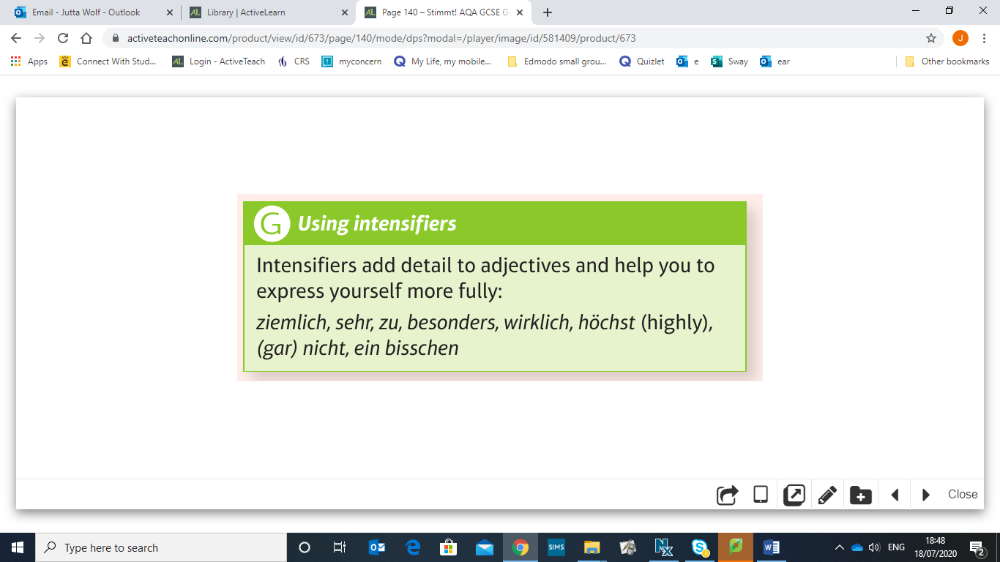 Email - Jutta Wolf - Outlook
Library | ActiveLearn
Page 140 – Stimmt! AQA GCSE G
activeteachonline.com/product/view/id/673/page/140/mode/dps?modal=/player/image/id/581409/product/673
J
Apps
Connect With Stud...
AL Login - ActiveTeach
CRS
myconcern
My Life, my mobile...
Edmodo small grou...
Quizlet
e
Sway
ear
Other bookmarks
G Using intensifiers
Intensifiers add detail to adjectives and help you to
express yourself more fully:
ziemlich, sehr, zu, besonders, wirklich, höchst (highly),
(gar) nicht, ein bisschen
Close
Type here to search
SIMS
ENG
18:48
18/07/2020
2